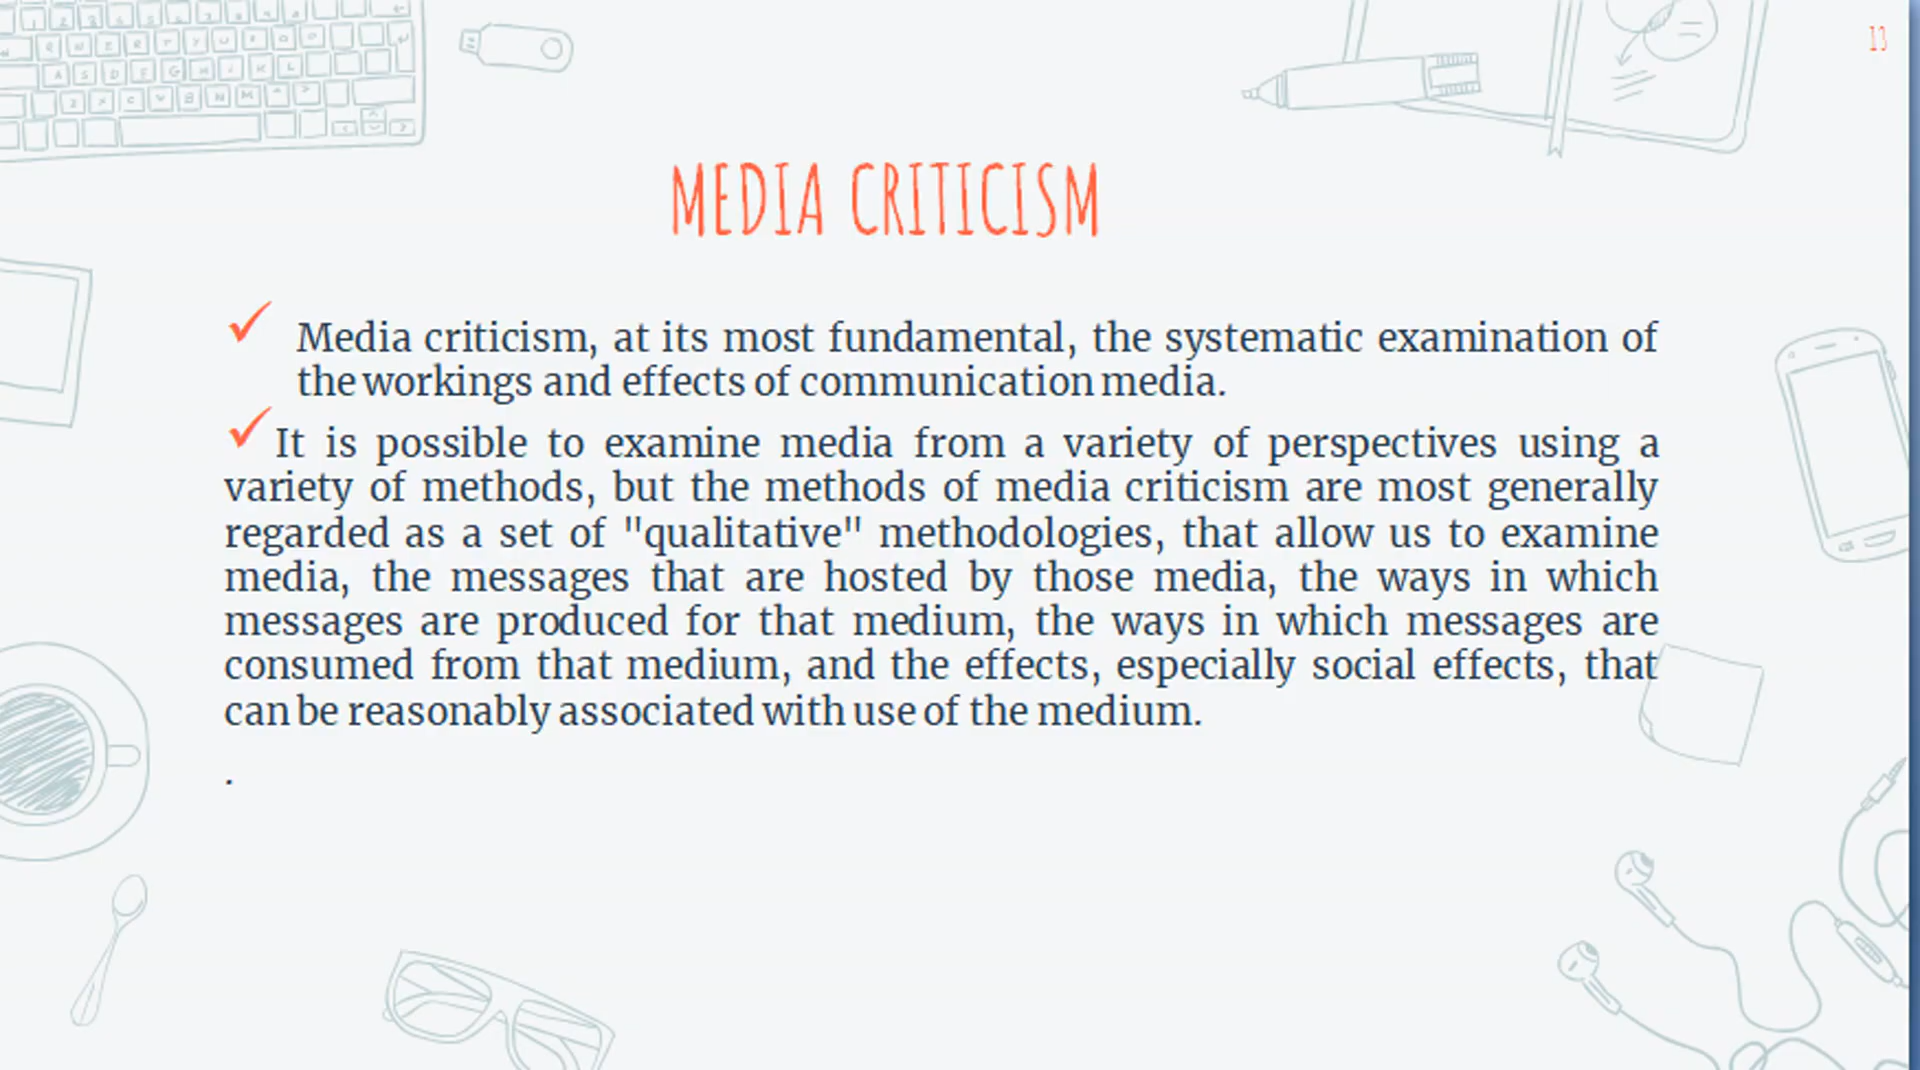 13
MEDIA CRITICISM
✓ Media criticism, at its most fundamental, the systematic examination of
the workings and effects of communication media.
✓ It is possible to examine media from a variety of perspectives using a
variety of methods, but the methods of media criticism are most generally
regarded as a set of "qualitative" methodologies, that allow us to examine
media, the messages that are hosted by those media, the ways in which
messages are produced for that medium, the ways in which messages are
consumed from that medium, and the effects, especially social effects, that
can be reasonably associated with use of the medium.
.